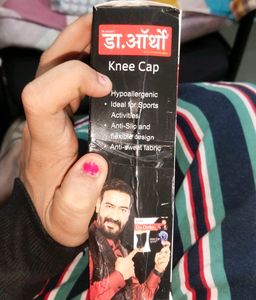 डा.ऑर्थो
Knee Cap
Hypoallergenic
Ideal for Sports
Activities
Anti-Slip and
flexible design
Anti-sweat fabric